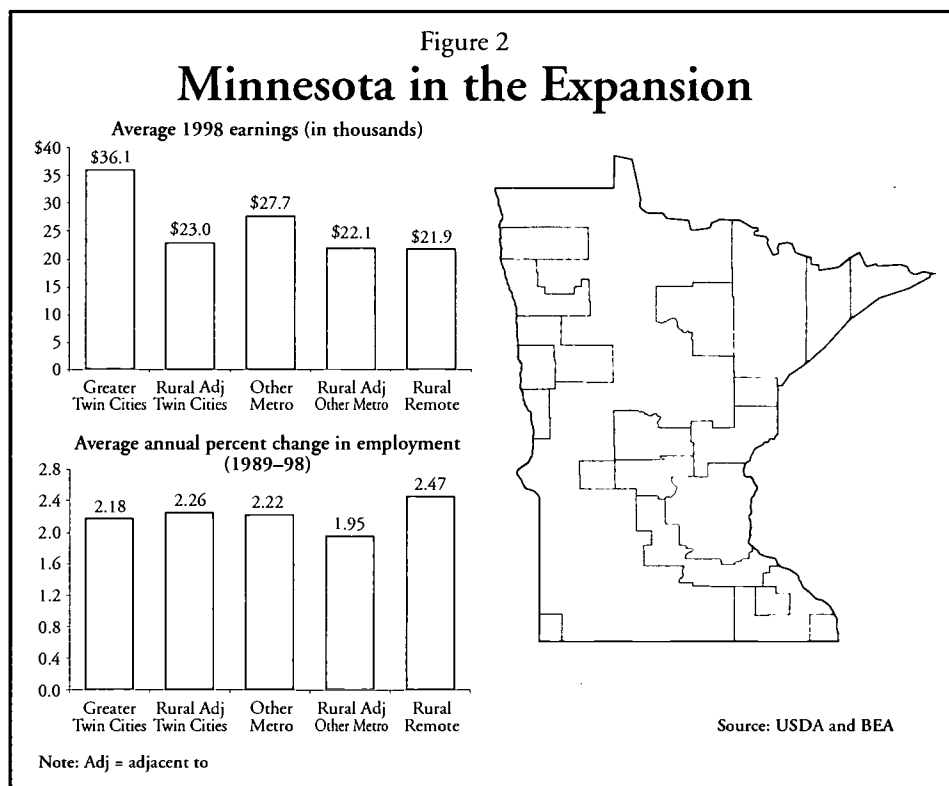 Figure 2
Minnesota in the Expansion
Average 1998 earnings (in thousands)
$40
35
30
25
20
15
10
5
0
$36.1
$23.0
$27.7
$22.1
$21.9
Greater Twin Cities
Rural Adj Twin Cities
Other Metro
Rural Adj Other Metro
Rural Remote
Average annual percent change in employment
(1989–98)
2.8
2.4
2.0
1.6
1.2
0.8
0.4
0.0
2.18
2.26
2.22
1.95
2.47
Greater Twin Cities
Rural Adj Twin Cities
Other Metro
Rural Adj Other Metro
Rural Remote
Source: USDA and BEA
Note: Adj = adjacent to